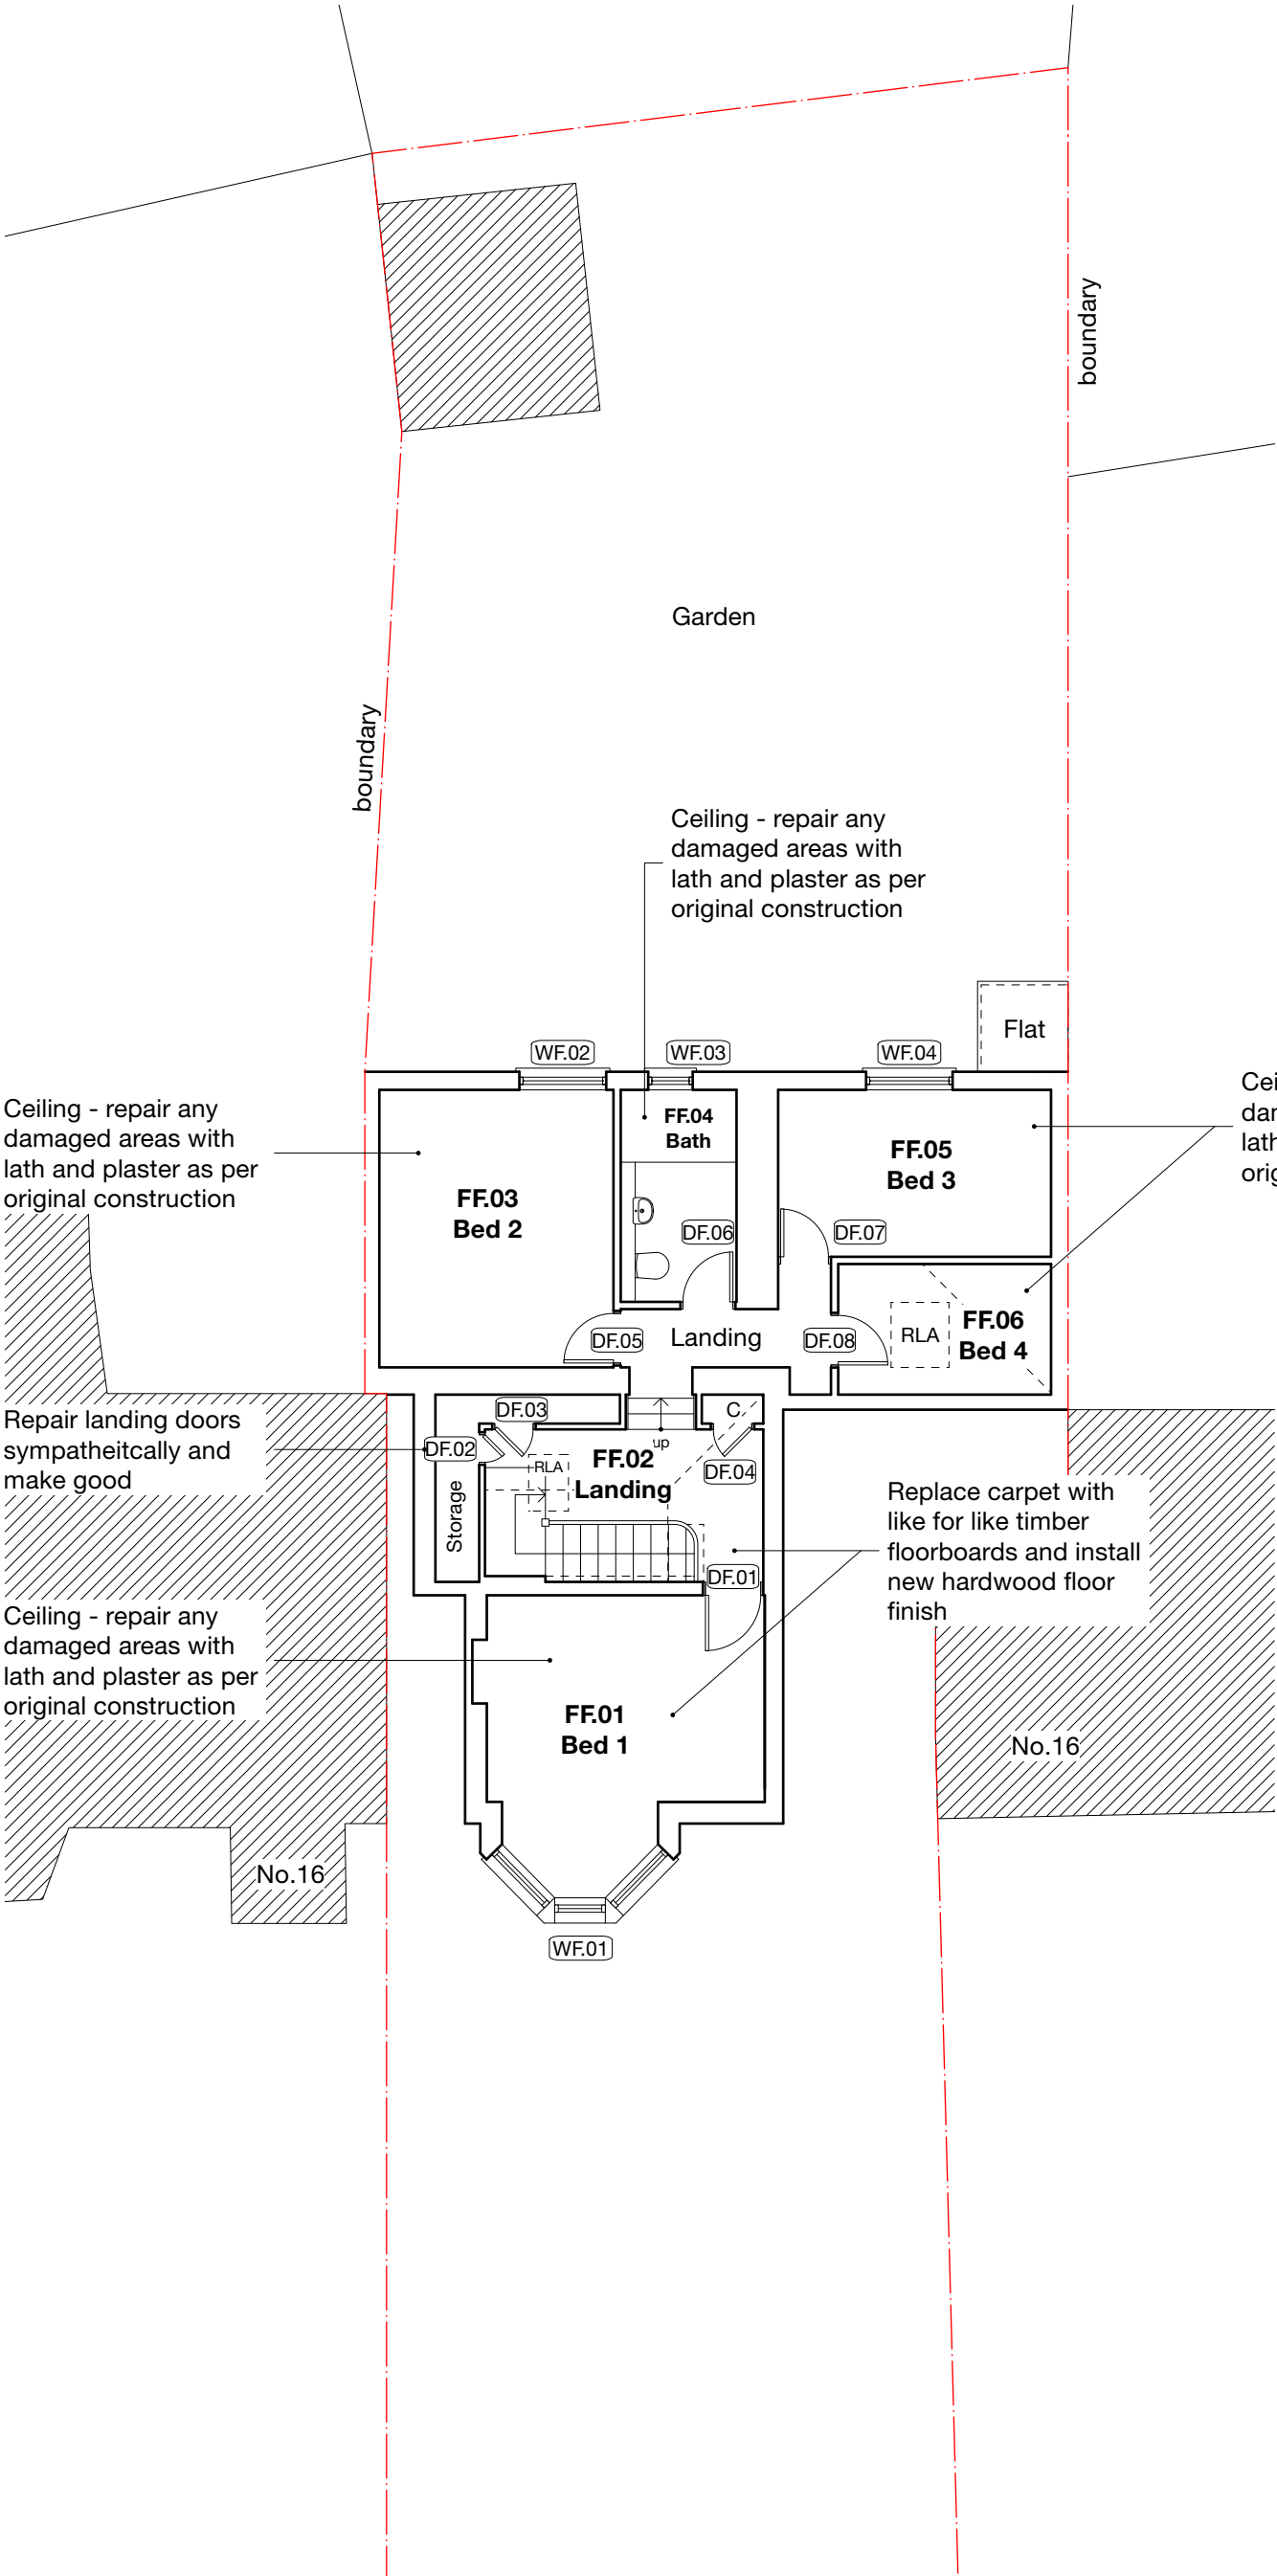 boundary
Garden
boundary
Ceiling - repair any
damaged areas with
lath and plaster as per
original construction
Flat
WF.02
WF.03
WF.04
Ceiling - repair any
damaged areas with
lath and plaster as per
original construction
FF.04
Bath
FF.05
Bed 3
FF.03
Bed 2
DF.06
DF.07
DF.05
Landing
DF.08
RLA
FF.06
Bed 4
Repair landing doors
sympatheitcally and
make good
DF.03
C.
DF.02
up
RLA
FF.02
Landing
DF.04
Storage
DF.01
Replace carpet with
like for like timber
floorboards and install
new hardwood floor
finish
Ceiling - repair any
damaged areas with
lath and plaster as per
original construction
FF.01
Bed 1
No.16
No.16
WF.01